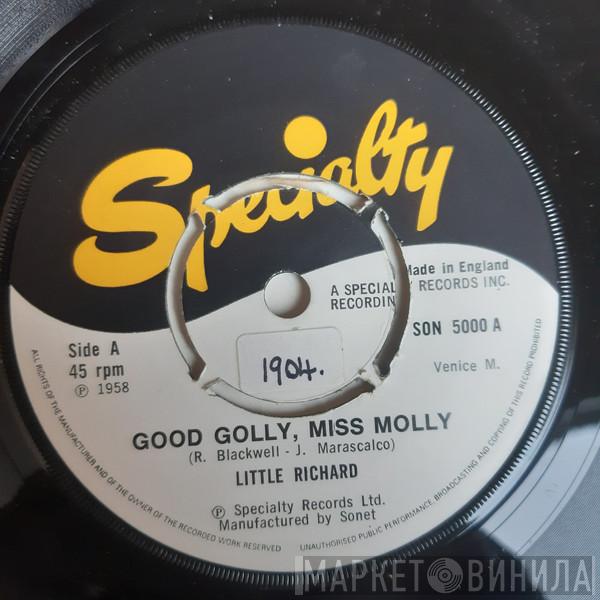 Specialty
Made in England
A SPECIALTY RECORDS INC.
RECORDING
SON 5000 A
Side A
45 rpm
Ⓟ 1958
Venice M.
1904.
GOOD GOLLY, MISS MOLLY
(R. Blackwell - J. Marascalco)
LITTLE RICHARD
Ⓟ Specialty Records Ltd.
Manufactured by Sonet
ALL RIGHTS OF THE MANUFACTURER AND OF THE OWNER OF THE RECORDED WORK RESERVED
UNAUTHORISED PUBLIC PERFORMANCE, BROADCASTING AND COPYING OF THIS RECORD PROHIBITED
МАРКЕТ ВИНИЛА